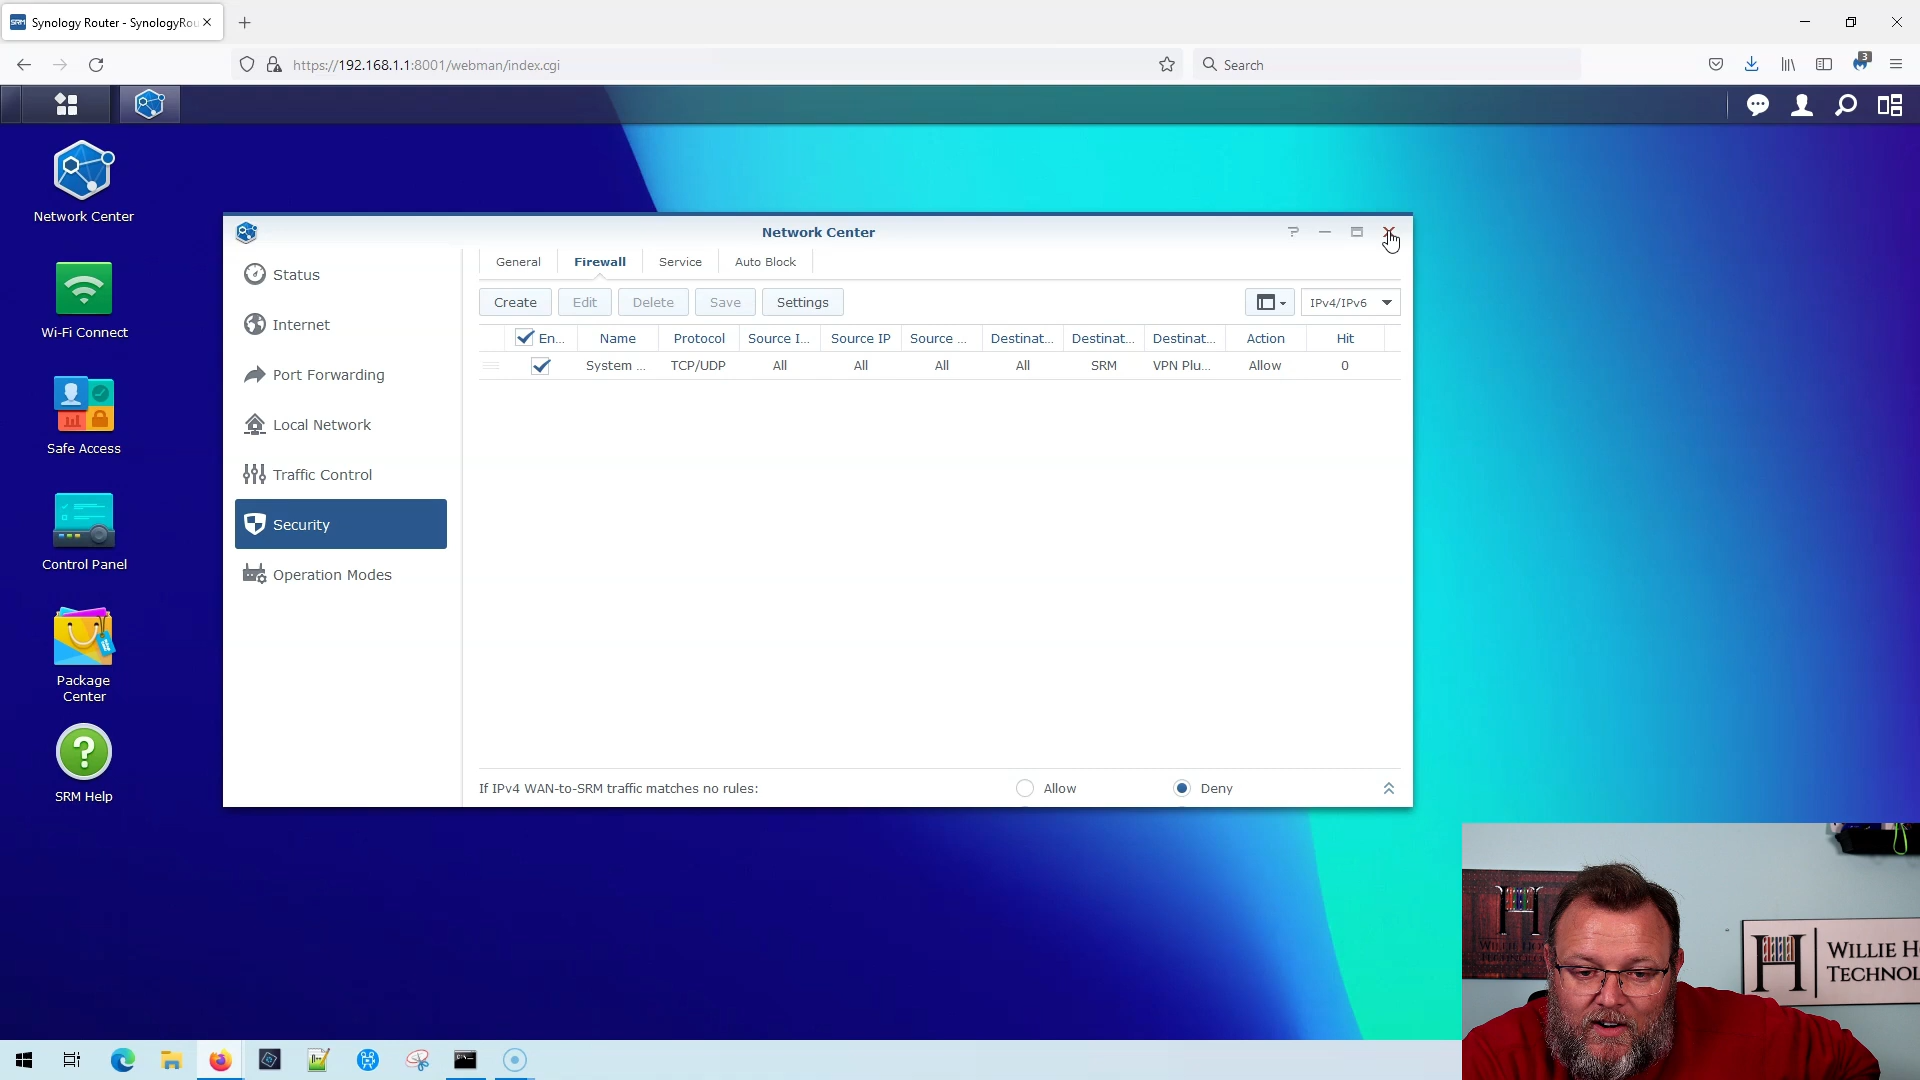 SRM
Synology Router - SynologyRou
https://192.168.1.1:8001/webman/index.cgi
Search
3
Network Center
Wi-Fi Connect
Safe Access
Control Panel
Package
Center
SRM Help
Network Center
Status
Internet
Port Forwarding
Local Network
Traffic Control
Security
Operation Modes
General
Firewall
Service
Auto Block
Create
Edit
Delete
Save
Settings
IPv4/IPv6
En...
Name
Protocol
Source I...
Source IP
Source ...
Destinat...
Destinat...
Destinat...
Action
Hit
System ...
TCP/UDP
All
All
All
All
SRM
VPN Plu...
Allow
0
If IPv4 WAN-to-SRM traffic matches no rules:
Allow
Deny
WILLIE HO
TECHNOL